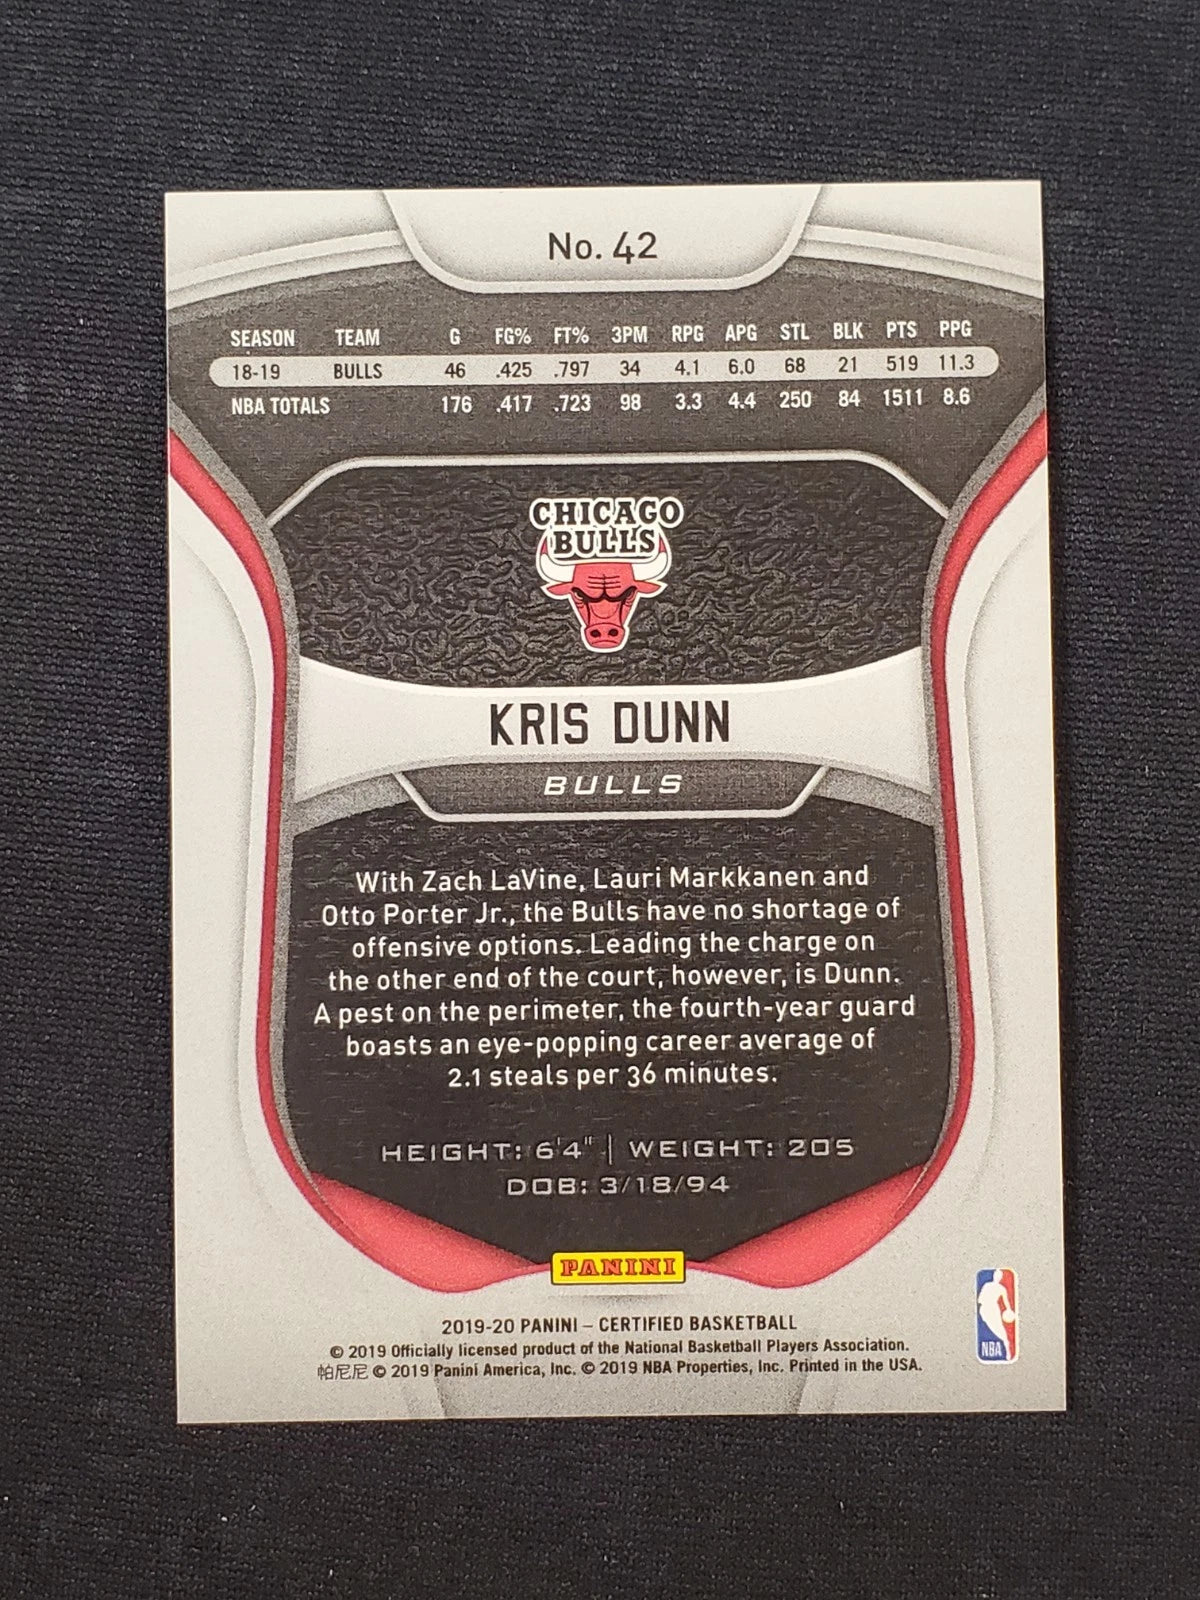 No. 42
SEASON TEAM G FG% FT% 3PM RPG APG STL BLK PTS PPG
18-19 BULLS 46 .425 .797 34 4.1 6.0 68 21 519 11.3
NBA TOTALS 176 .417 .723 98 3.3 4.4 250 84 1511 8.6
CHICAGO
BULLS
KRIS DUNN
BULLS
With Zach LaVine, Lauri Markkanen and
Otto Porter Jr., the Bulls have no shortage of
offensive options. Leading the charge on
the other end of the court, however, is Dunn.
A pest on the perimeter, the fourth-year guard
boasts an eye-popping career average of
2.1 steals per 36 minutes.
HEIGHT: 6'4" | WEIGHT: 205
DOB: 3/18/94
PANINI
NBA
2019-20 PANINI – CERTIFIED BASKETBALL
© 2019 Officially licensed product of the National Basketball Players Association.
帕尼尼 © 2019 Panini America, Inc. © 2019 NBA Properties, Inc. Printed in the USA.